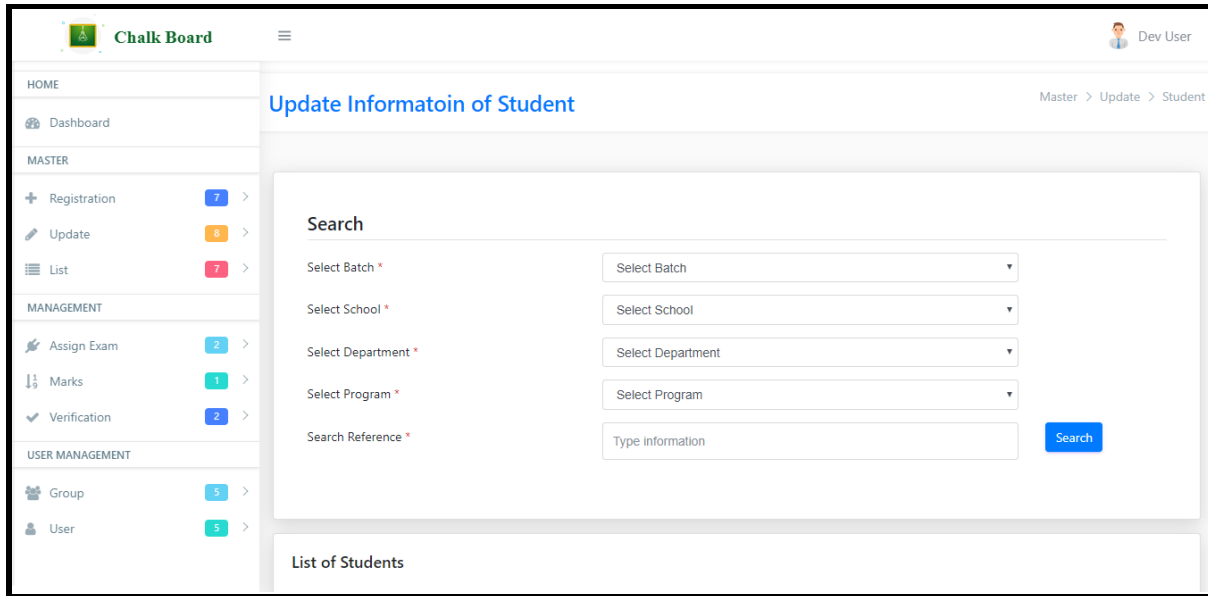 Chalk Board
Dev User
HOME
Dashboard
MASTER
Registration 7
Update 8
List 7
MANAGEMENT
Assign Exam 2
Marks 1
Verification 2
USER MANAGEMENT
Group 5
User 5
Update Informatoin of Student
Master > Update > Student
Search
Select Batch * Select Batch
Select School * Select School
Select Department * Select Department
Select Program * Select Program
Search Reference * Type information Search
List of Students